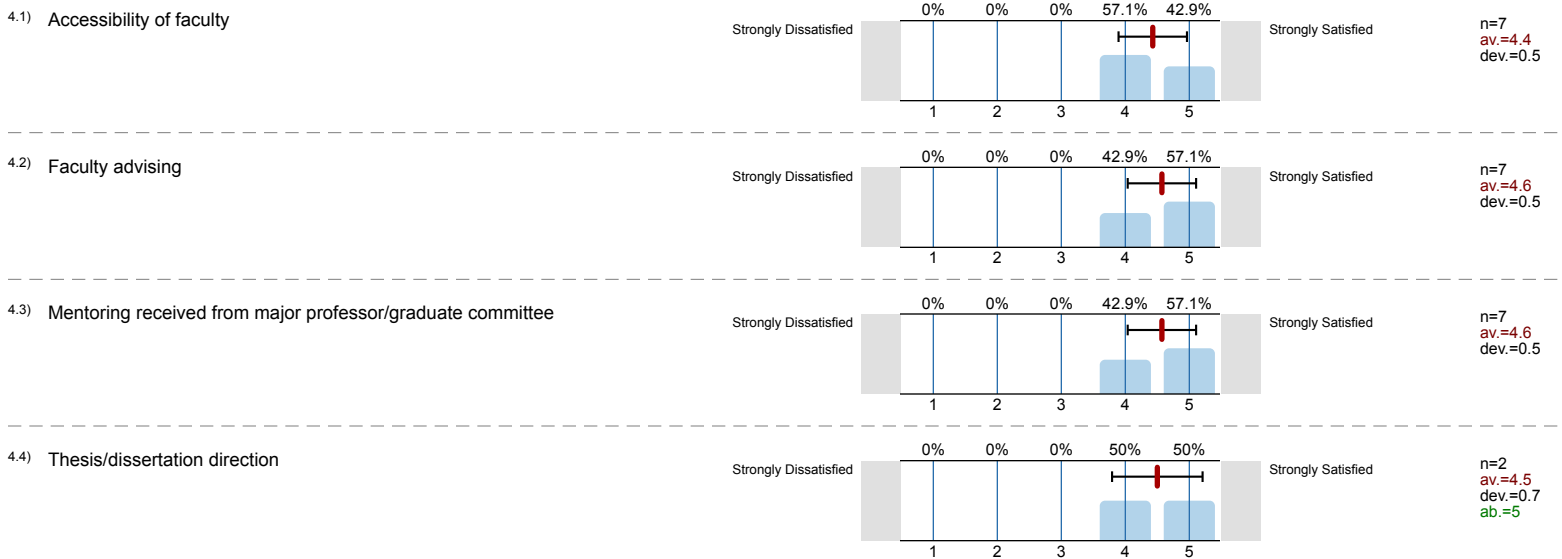 4.1) Accessibility of faculty
0% 0% 0% 57.1% 42.9%
Strongly Dissatisfied Strongly Satisfied
n=7
av.=4.4
dev.=0.5
1 2 3 4 5
4.2) Faculty advising
0% 0% 0% 42.9% 57.1%
Strongly Dissatisfied Strongly Satisfied
n=7
av.=4.6
dev.=0.5
1 2 3 4 5
4.3) Mentoring received from major professor/graduate committee
0% 0% 0% 42.9% 57.1%
Strongly Dissatisfied Strongly Satisfied
n=7
av.=4.6
dev.=0.5
1 2 3 4 5
4.4) Thesis/dissertation direction
0% 0% 0% 50% 50%
Strongly Dissatisfied Strongly Satisfied
n=2
av.=4.5
dev.=0.7
ab.=5
1 2 3 4 5